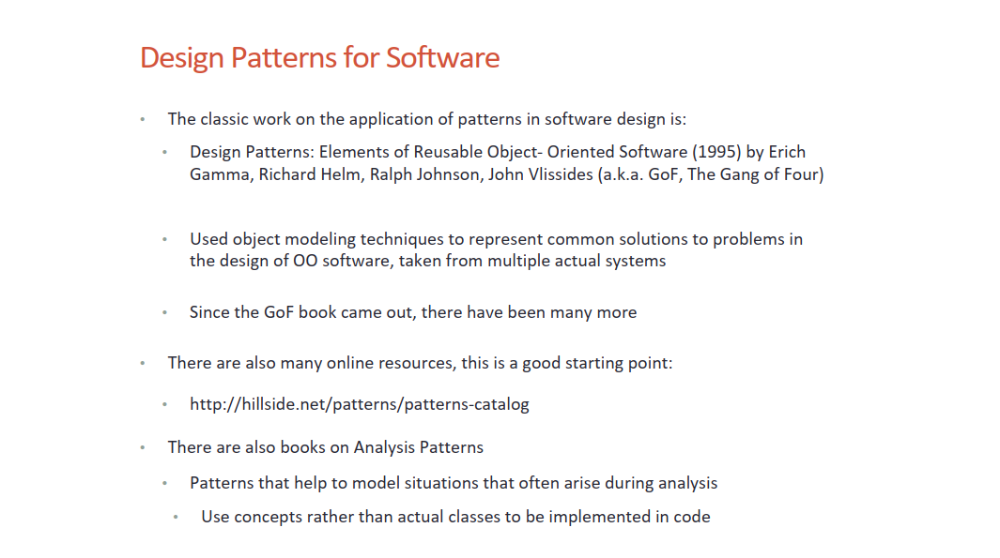 Design Patterns for Software
• The classic work on the application of patterns in software design is:
• Design Patterns: Elements of Reusable Object- Oriented Software (1995) by Erich
Gamma, Richard Helm, Ralph Johnson, John Vlissides (a.k.a. GoF, The Gang of Four)
• Used object modeling techniques to represent common solutions to problems in
the design of OO software, taken from multiple actual systems
• Since the GoF book came out, there have been many more
• There are also many online resources, this is a good starting point:
• http://hillside.net/patterns/patterns-catalog
• There are also books on Analysis Patterns
• Patterns that help to model situations that often arise during analysis
• Use concepts rather than actual classes to be implemented in code